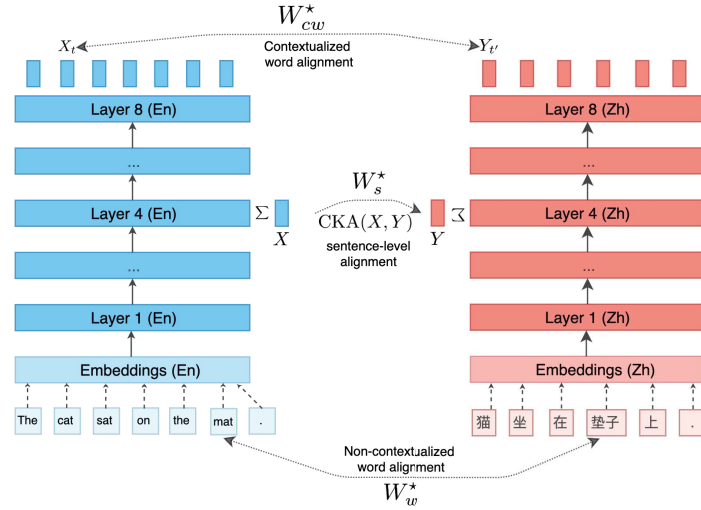 W*cw
Xt
Yt′
Contextualized
word alignment
Layer 8 (En)
Layer 8 (Zh)
...
...
W*s
Layer 4 (En)
Σ
CKA(X, Y)
Σ
Layer 4 (Zh)
X
Y
sentence-level
alignment
...
...
Layer 1 (En)
Layer 1 (Zh)
Embeddings (En)
Embeddings (Zh)
The cat sat on the mat .
猫 坐 在 垫子 上 .
Non-contextualized
word alignment
W*w